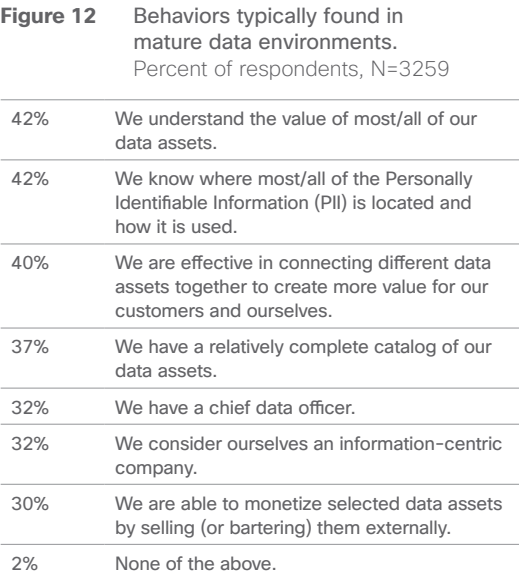 Figure 12 Behaviors typically found in
mature data environments.
Percent of respondents, N=3259
42% We understand the value of most/all of our
data assets.
42% We know where most/all of the Personally
Identifiable Information (PII) is located and
how it is used.
40% We are effective in connecting different data
assets together to create more value for our
customers and ourselves.
37% We have a relatively complete catalog of our
data assets.
32% We have a chief data officer.
32% We consider ourselves an information-centric
company.
30% We are able to monetize selected data assets
by selling (or bartering) them externally.
2% None of the above.